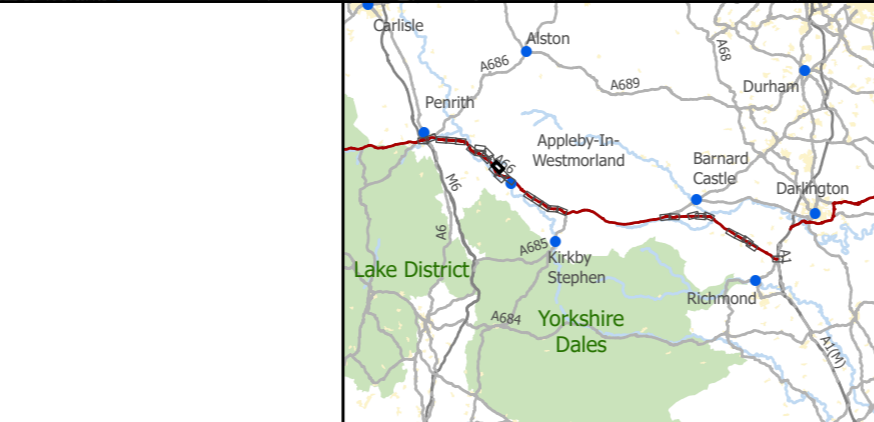 Carlisle
Alston
A68
A686
A689
Durham
Penrith
Appleby-In-
Westmorland
A66
Barnard
Castle
Darlington
M6
A6
A685
Kirkby
Stephen
A1
Lake District
Richmond
A684
Yorkshire
Dales
A1(M)